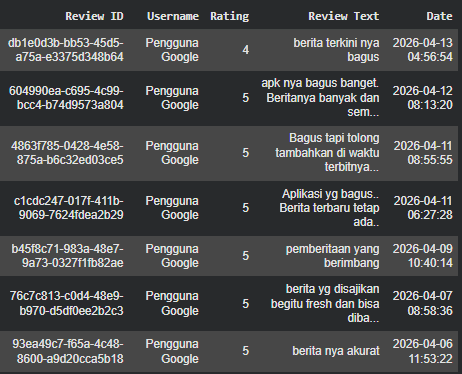 Review ID Username Rating Review Text Date
db1e0d3b-bb53-45d5-a75e-e3375d348b64 Pengguna Google 4 berita terkini nya bagus 2026-04-13 04:56:54
604990ea-c695-4c99-bcc4-b74d9573a804 Pengguna Google 5 apk nya bagus banget. Beritanya banyak dan sem... 2026-04-12 08:13:20
4863f785-0428-4e58-875a-b6c32ed03ce5 Pengguna Google 5 Bagus tapi tolong tambahkan di waktu terbitnya... 2026-04-11 08:55:55
c1cdc247-017f-411b-9069-7624fdea2b29 Pengguna Google 5 Aplikasi yg bagus.. Berita terbaru tetap ada.. 2026-04-11 06:27:28
b45f8c71-983a-48e7-9a73-0327f1fb82ae Pengguna Google 5 pemberitaan yang berimbang 2026-04-09 10:40:14
76c7c813-c0d4-48e9-b970-d5df0ee2b2c3 Pengguna Google 5 berita yg disajikan begitu fresh dan bisa diba... 2026-04-07 08:58:36
93ea49c7-f65a-4c48-8600-a9d20cca5b18 Pengguna Google 5 berita nya akurat 2026-04-06 11:53:22